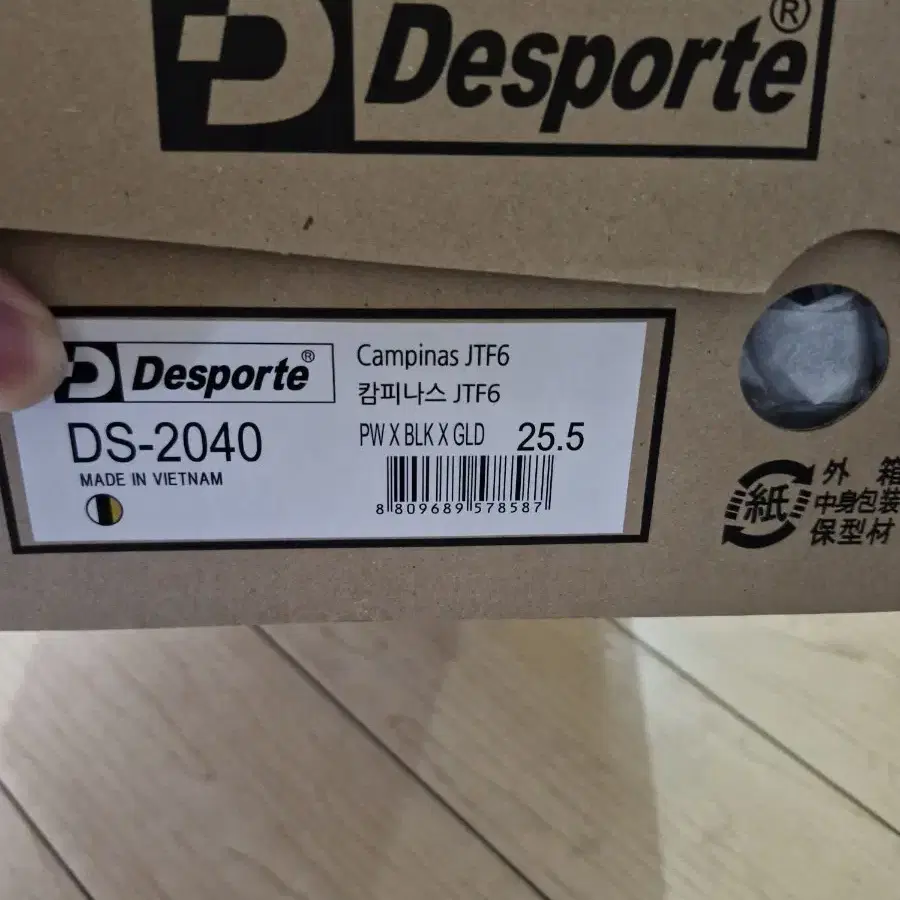 Desporte®
Desporte®
Campinas JTF6
캄피나스 JTF6
DS-2040
PW X BLK X GLD 25.5
MADE IN VIETNAM
8 809689 578587
紙
外 箱
中身包装
保型材